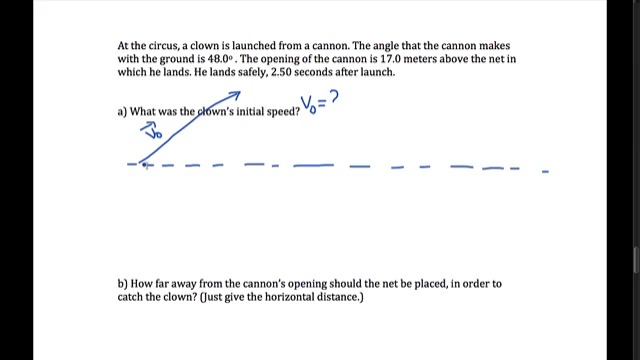 At the circus, a clown is launched from a cannon. The angle that the cannon makes
with the ground is 48.0°. The opening of the cannon is 17.0 meters above the net in
which he lands. He lands safely, 2.50 seconds after launch.
a) What was the clown's initial speed? V₀=?
V₀
b) How far away from the cannon's opening should the net be placed, in order to
catch the clown? (Just give the horizontal distance.)